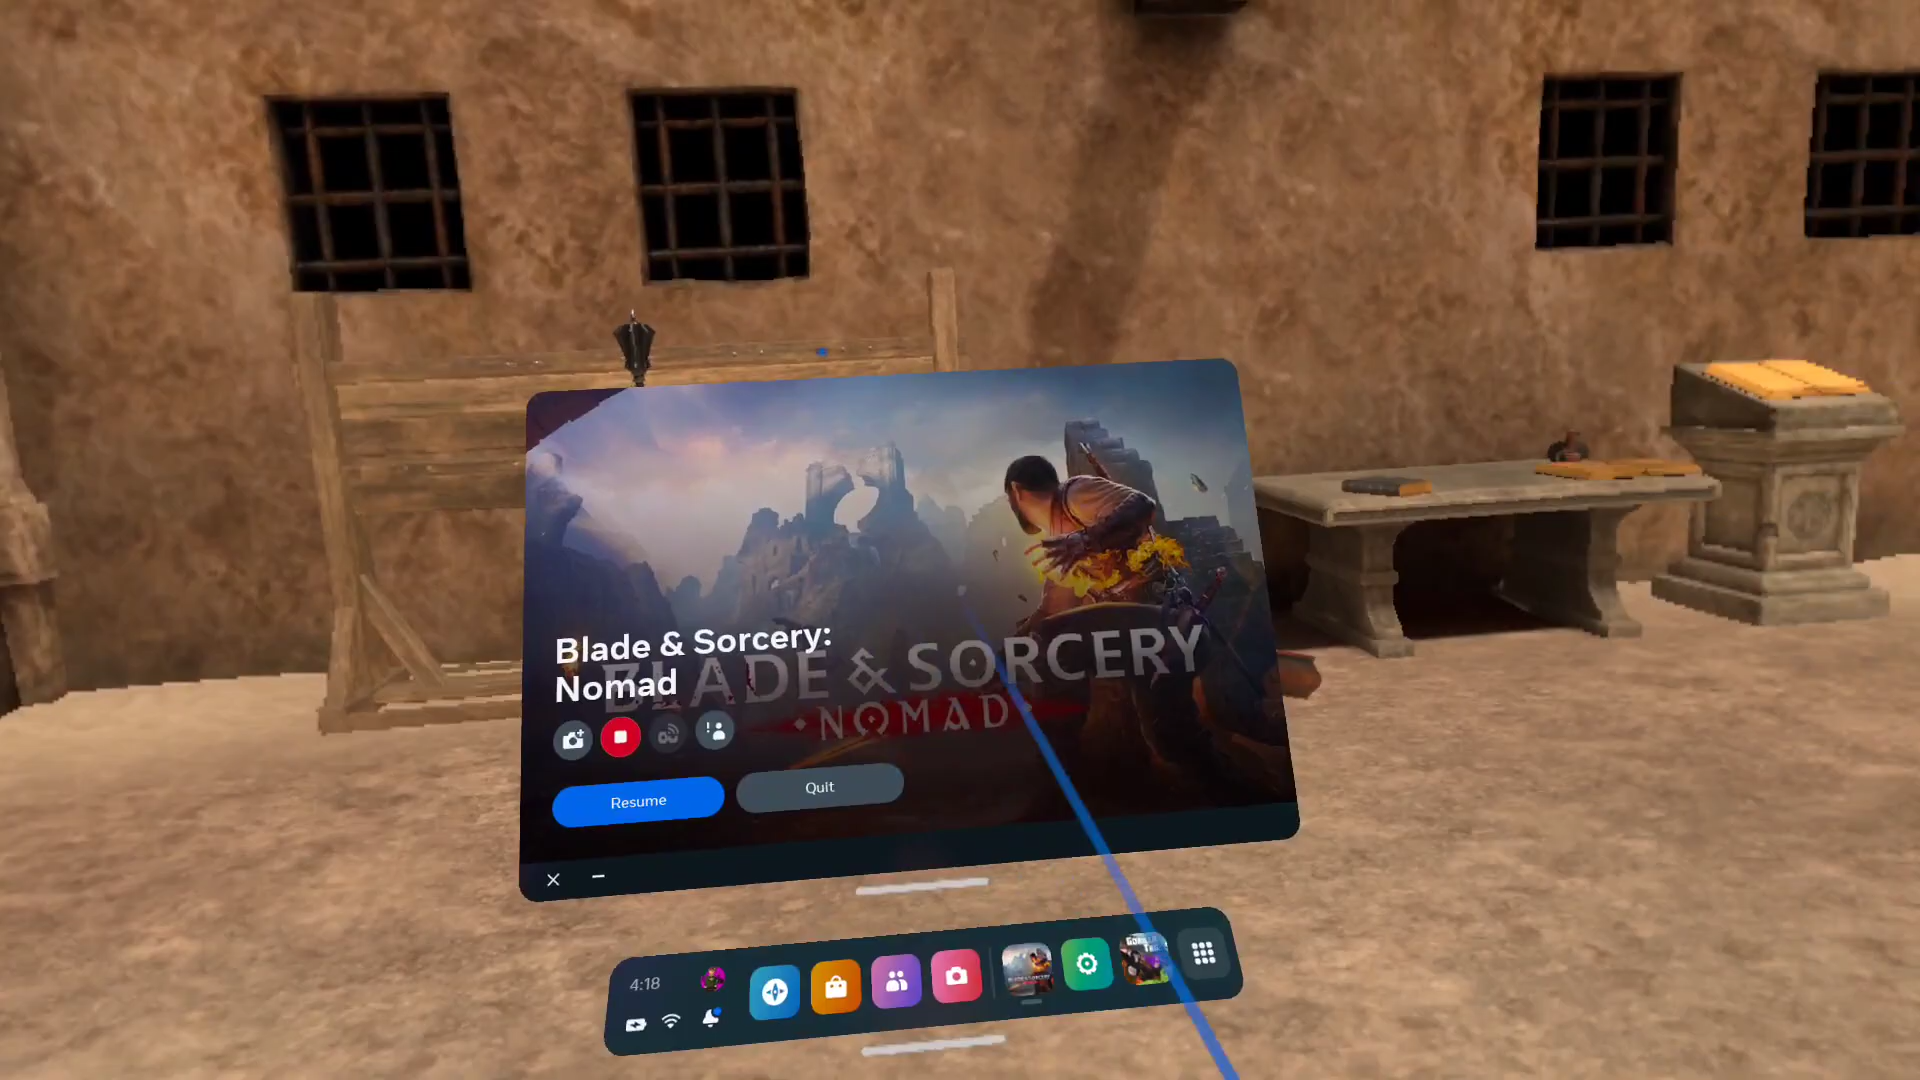 Blade & Sorcery:
Nomad
BLADE & SORCERY
NOMAD
Resume
Quit
4:18